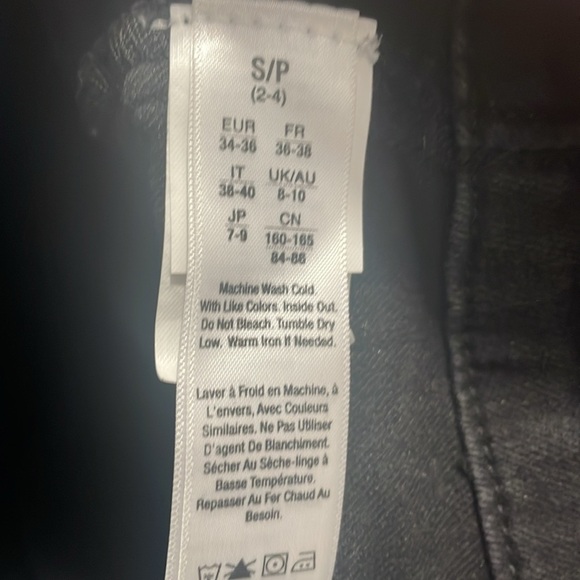 S/P
(2-4)
EUR FR
34-36 36-38
IT UK/AU
38-40 8-10
JP CN
7-9 160-165
84-86
Machine Wash Cold.
With Like Colors. Inside Out.
Do Not Bleach. Tumble Dry
Low. Warm Iron If Needed.
Laver à Froid en Machine, à
L'envers, Avec Couleurs
Similaires. Ne Pas Utiliser
D'agent De Blanchiment.
Sécher Au Sèche-linge à
Basse Température.
Repasser Au Fer Chaud Au
Besoin.